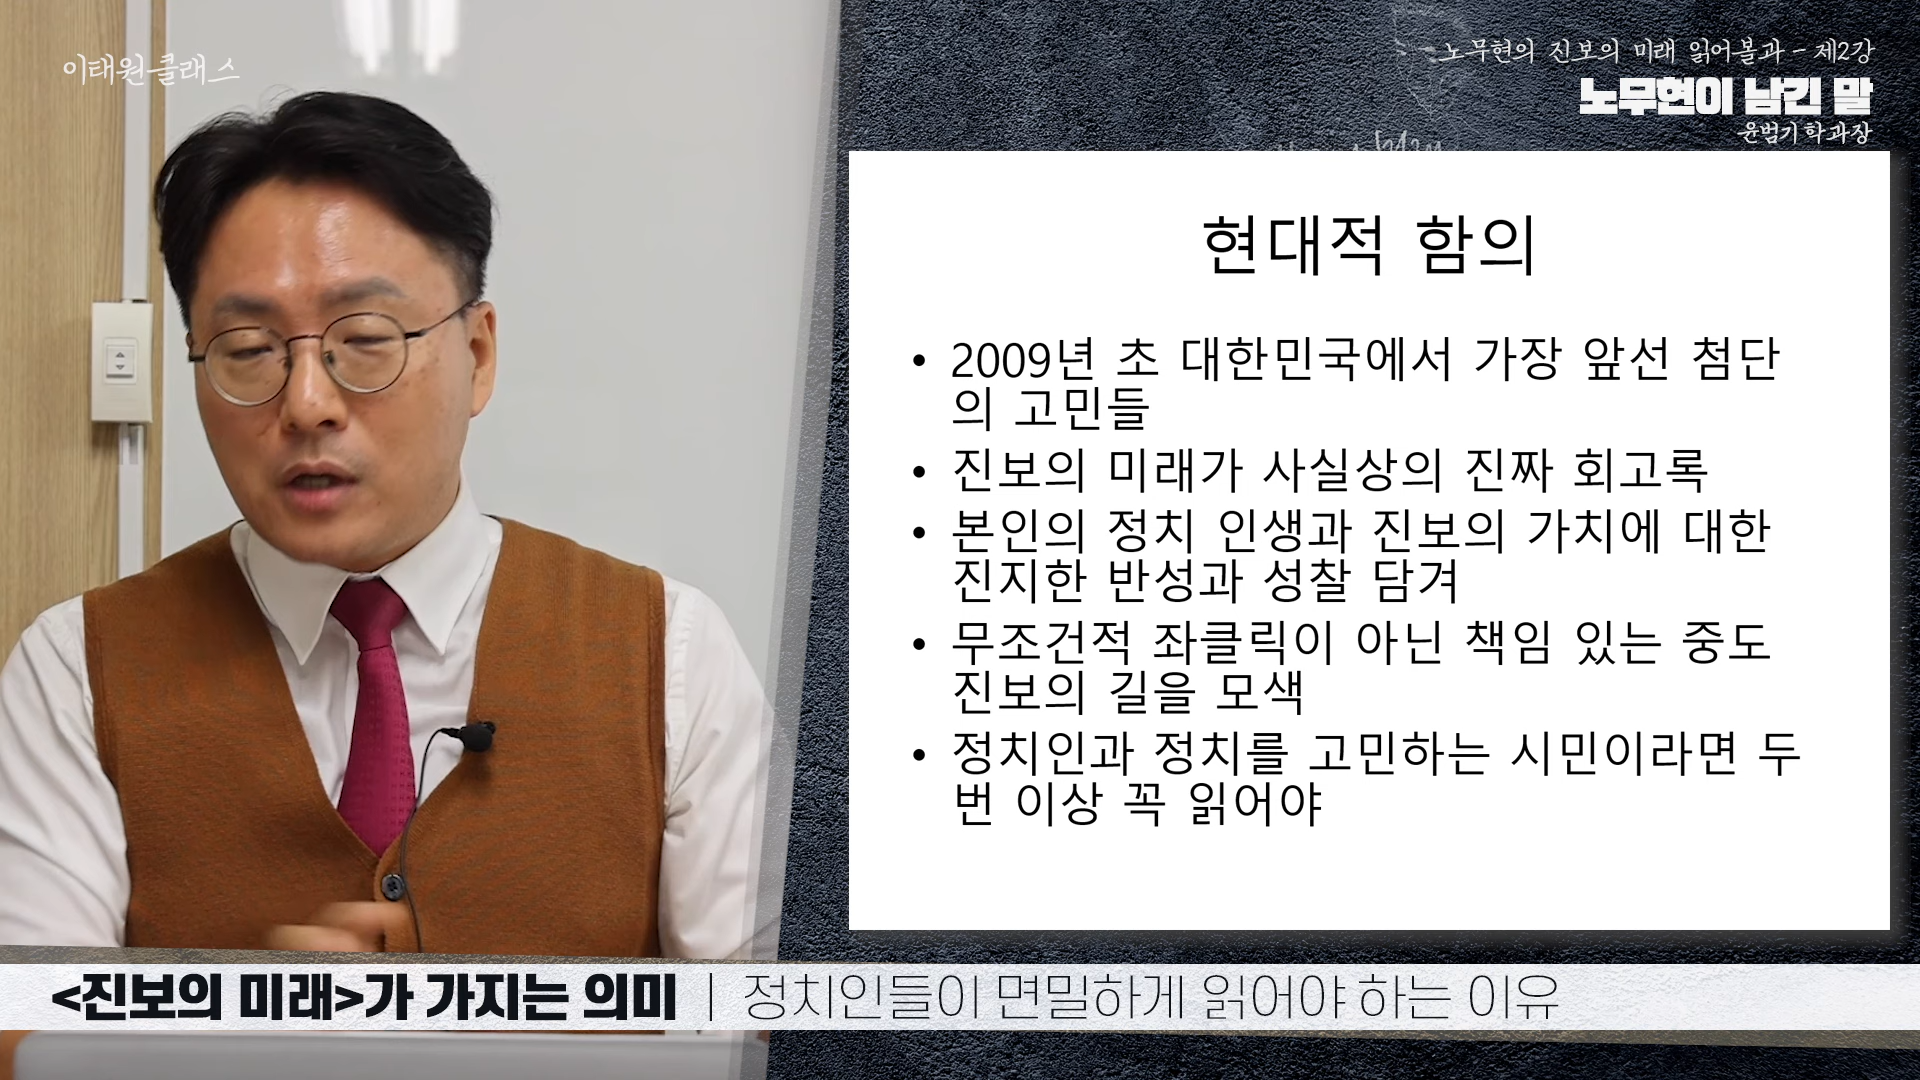 이태원클래스
노무현의 진보의 미래 읽어볼과 - 제2강
노무현이 남긴 말
윤범기 학과장
현대적 함의
• 2009년 초 대한민국에서 가장 앞선 첨단
의 고민들
• 진보의 미래가 사실상의 진짜 회고록
• 본인의 정치 인생과 진보의 가치에 대한
진지한 반성과 성찰 담겨
• 무조건적 좌클릭이 아닌 책임 있는 중도
진보의 길을 모색
• 정치인과 정치를 고민하는 시민이라면 두
번 이상 꼭 읽어야
<진보의 미래>가 가지는 의미 | 정치인들이 면밀하게 읽어야 하는 이유